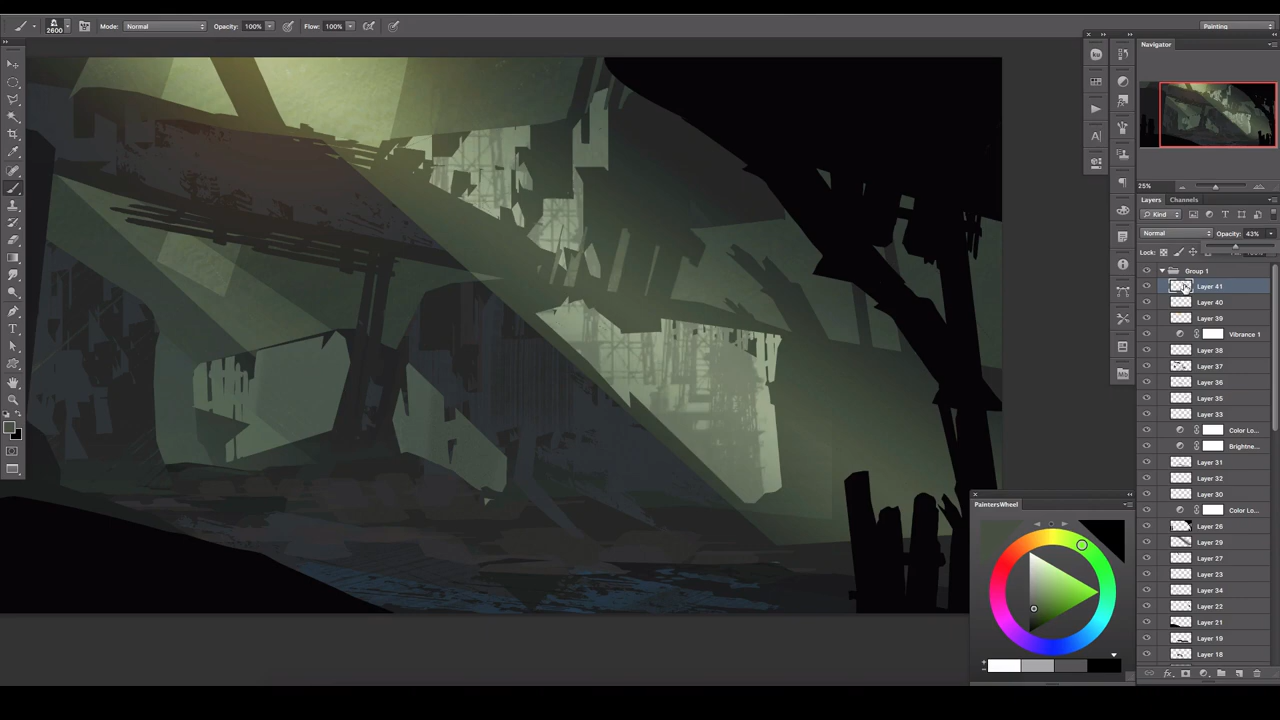 2600
Mode: Normal
Opacity: 100%
Flow: 100%
Painting
Navigator
25%
Layers Channels
Kind
Normal
Opacity: 43%
Lock:
Group 1
Layer 41
Layer 40
Layer 39
Vibrance 1
Layer 38
Layer 37
Layer 36
Layer 35
Layer 33
Color Lo...
Brightne...
Layer 31
Layer 32
Layer 30
Color Lo...
Layer 26
Layer 29
Layer 27
Layer 23
Layer 34
Layer 22
Layer 21
Layer 19
Layer 18
PaintersWheel